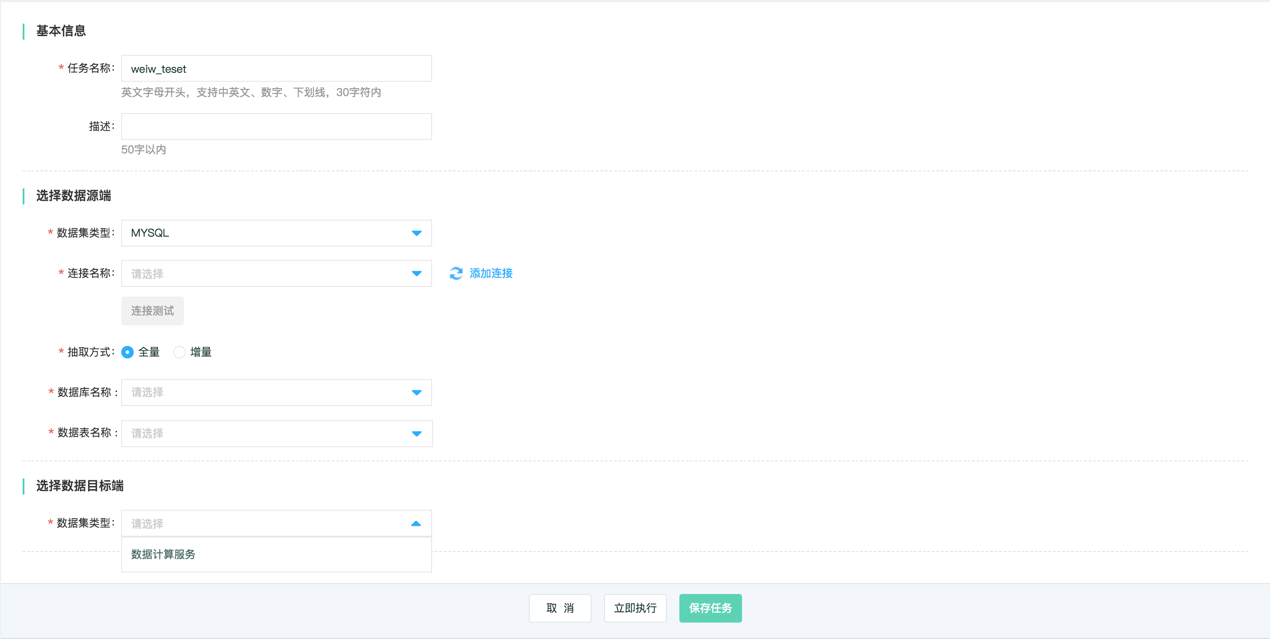 基本信息
* 任务名称: weiw_teset
英文字母开头，支持中英文、数字、下划线，30字符内
描述:
50字以内
选择数据源端
* 数据集类型: MYSQL
* 连接名称: 请选择 添加连接
连接测试
* 抽取方式: 全量 增量
* 数据库名称 : 请选择
* 数据表名称 : 请选择
选择数据目标端
* 数据集类型: 请选择
数据计算服务
取 消 立即执行 保存任务